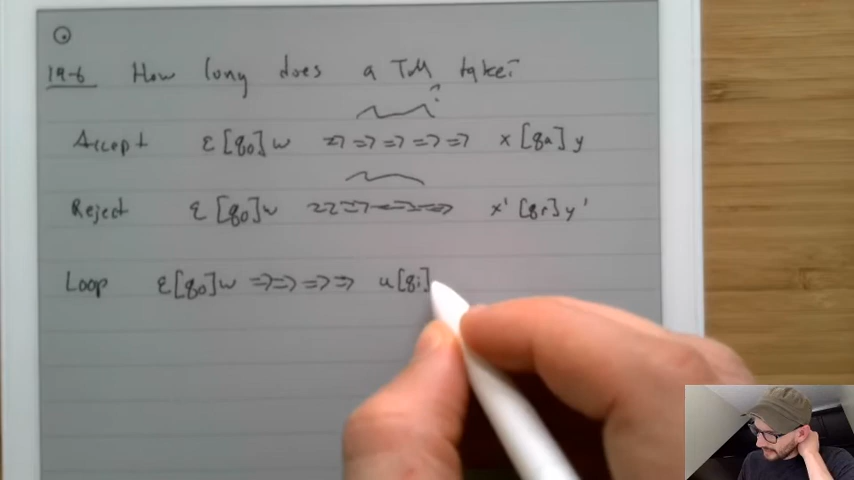 19-6 How long does a TM take?
?
Accept ε[q₀]w ⇒⇒⇒⇒⇒ x[qa]y
Reject ε[q₀]w ⇒⇒⇒⇒⇒ x'[qr]y'
Loop ε[q₀]w ⇒⇒⇒⇒ u[qi]